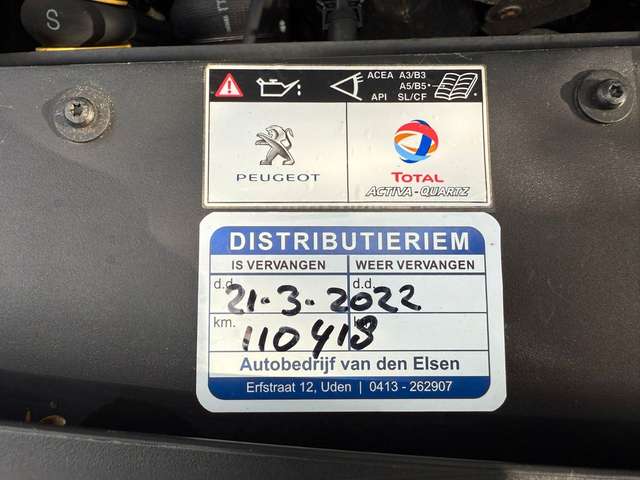 S
ACEA A3/B3
A5/B5
API SL/CF
PEUGEOT
TOTAL
ACTIVA-QUARTZ
DISTRIBUTIERIEM
IS VERVANGEN WEER VERVANGEN
d.d. d.d.
21-3-2022
km.
110418
Autobedrijf van den Elsen
Erfstraat 12, Uden | 0413 - 262907